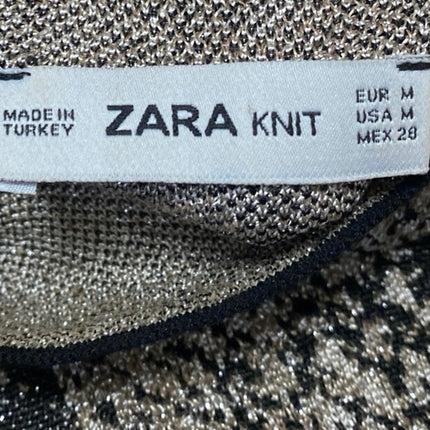 MADE IN
TURKEY
ZARA KNIT
EUR M
USA M
MEX 28